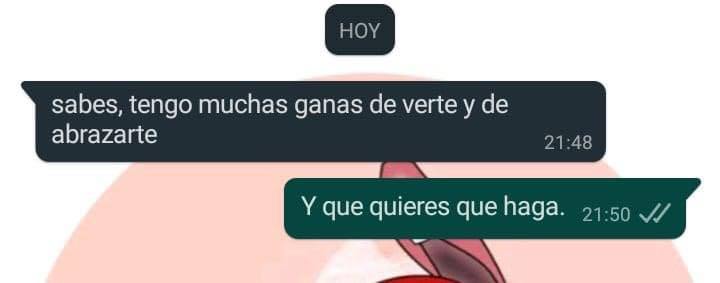 HOY
sabes, tengo muchas ganas de verte y de
abrazarte
21:48
Y que quieres que haga. 21:50